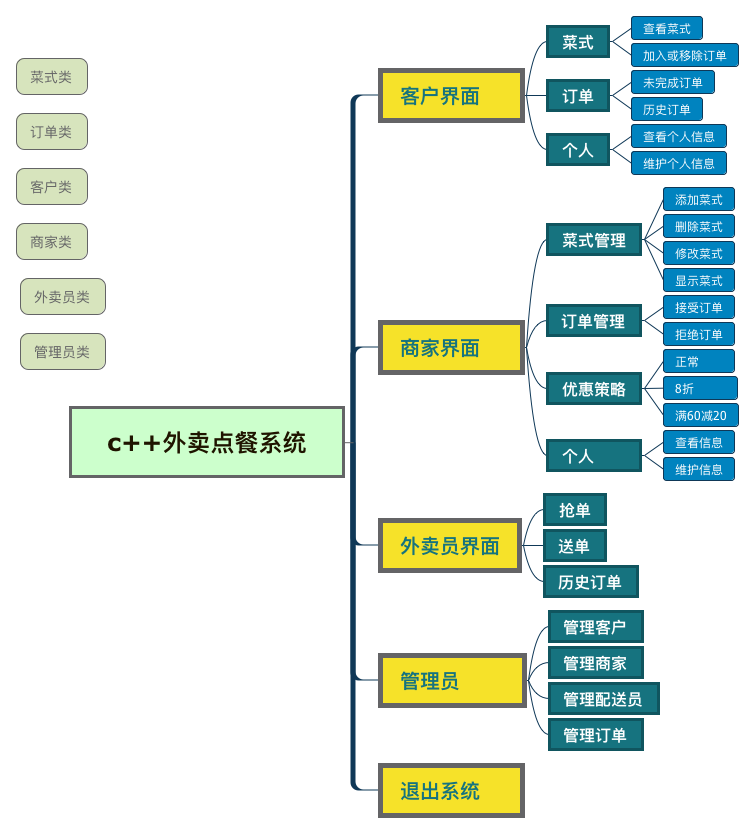 菜式类
订单类
客户类
商家类
外卖员类
管理员类
c++外卖点餐系统
客户界面
菜式
查看菜式
加入或移除订单
订单
未完成订单
历史订单
个人
查看个人信息
维护个人信息
商家界面
菜式管理
添加菜式
删除菜式
修改菜式
显示菜式
订单管理
接受订单
拒绝订单
优惠策略
正常
8折
满60减20
个人
查看信息
维护信息
外卖员界面
抢单
送单
历史订单
管理员
管理客户
管理商家
管理配送员
管理订单
退出系统